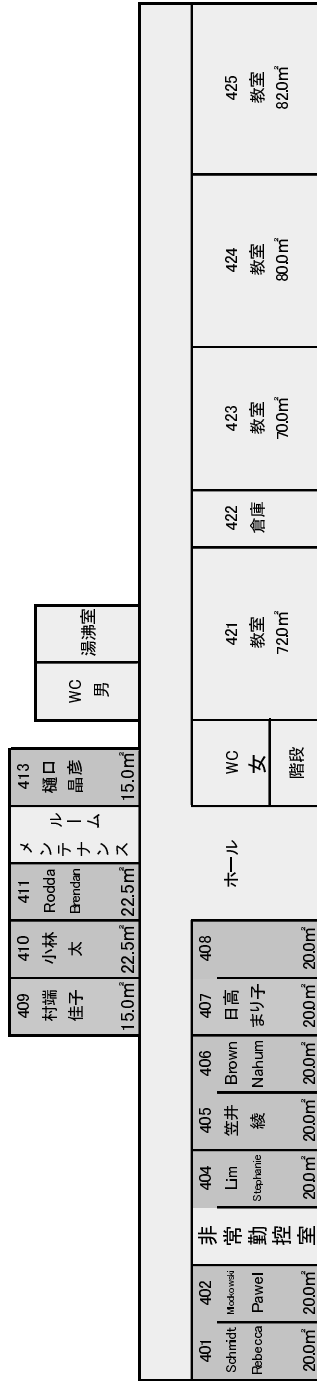 425
教室
82.0㎡
424
教室
80.0㎡
423
教室
70.0㎡
422
倉庫
421
教室
72.0㎡
湯沸室
WC
男
WC
女
階段
413
樋口
晶彦
15.0㎡
メンテナンス
ルーム
411
Rodda
Brendan
22.5㎡
410
小林
太
22.5㎡
409
村端
佳子
15.0㎡
ホール
408
20.0㎡
407
日高
まり子
20.0㎡
406
Brown
Nahum
20.0㎡
405
笠井
綾
20.0㎡
404
Lim
Stephanie
20.0㎡
非常勤控室
402
Mockowski
Pawel
20.0㎡
401
Schmidt
Rebecca
20.0㎡